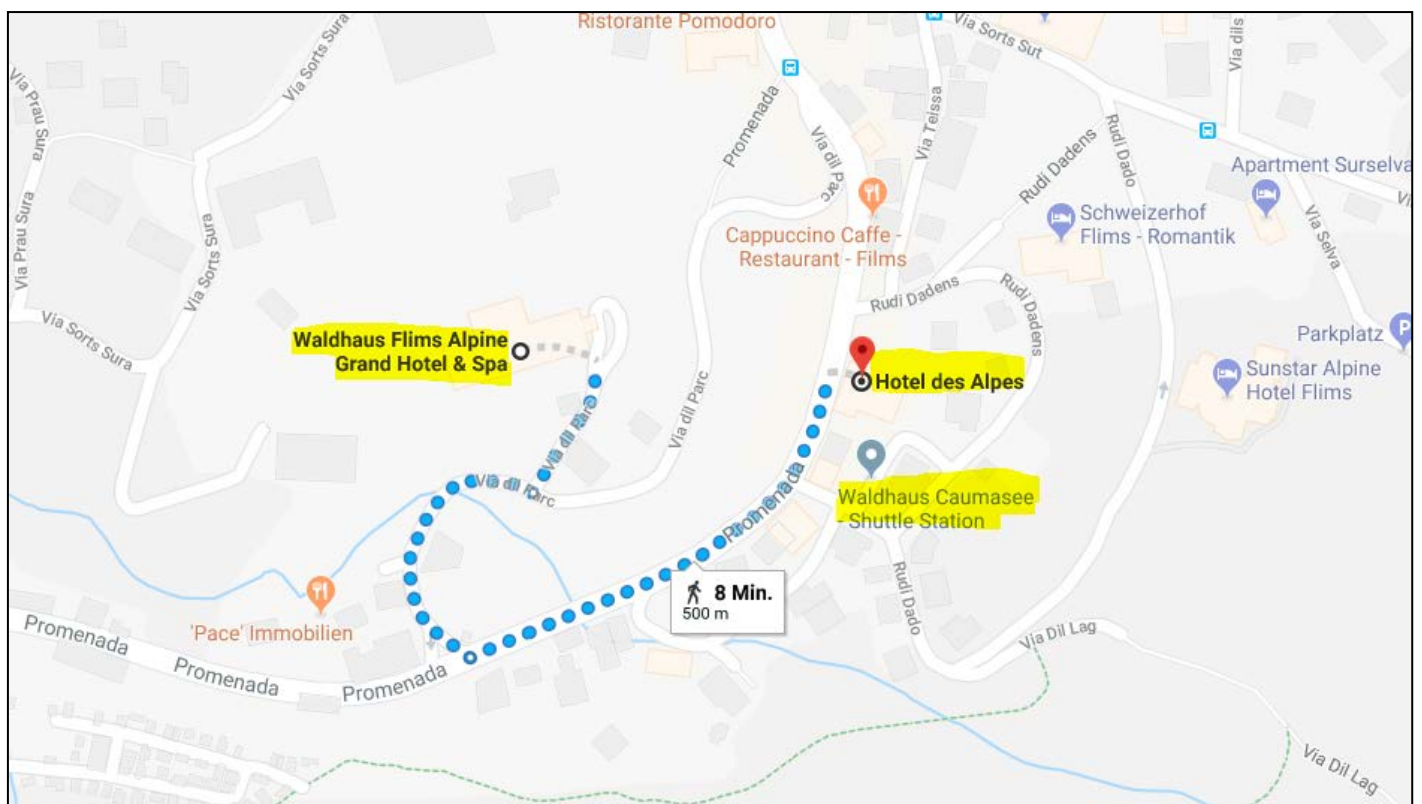 Ristorante Pomodoro
Via Sorts Sut
Via dils
Via Sorts Sura
Via Prau Sura
Promenada
Via dil Parc
Via Teissa
Rudi Dadens
Rudi Dado
Apartment Surselva
Via Prau Sura
Via Sorts Sura
Cappuccino Caffe -
Restaurant - Films
Schweizerhof
Flims - Romantik
Via Selva
Via Sorts Sura
Waldhaus Flims Alpine
Grand Hotel & Spa
Rudi Dadens
Rudi Dadens
Parkplatz
P
Hotel des Alpes
Sunstar Alpine
Hotel Flims
Via dil Parc
Via dil Parc
Via dil Parc
Promenada
Waldhaus Caumasee
- Shuttle Station
8 Min.
500 m
Rudi Dado
'Pace' Immobilien
Via Dil Lag
Promenada
Promenada
Promenada
Via Dil Lag